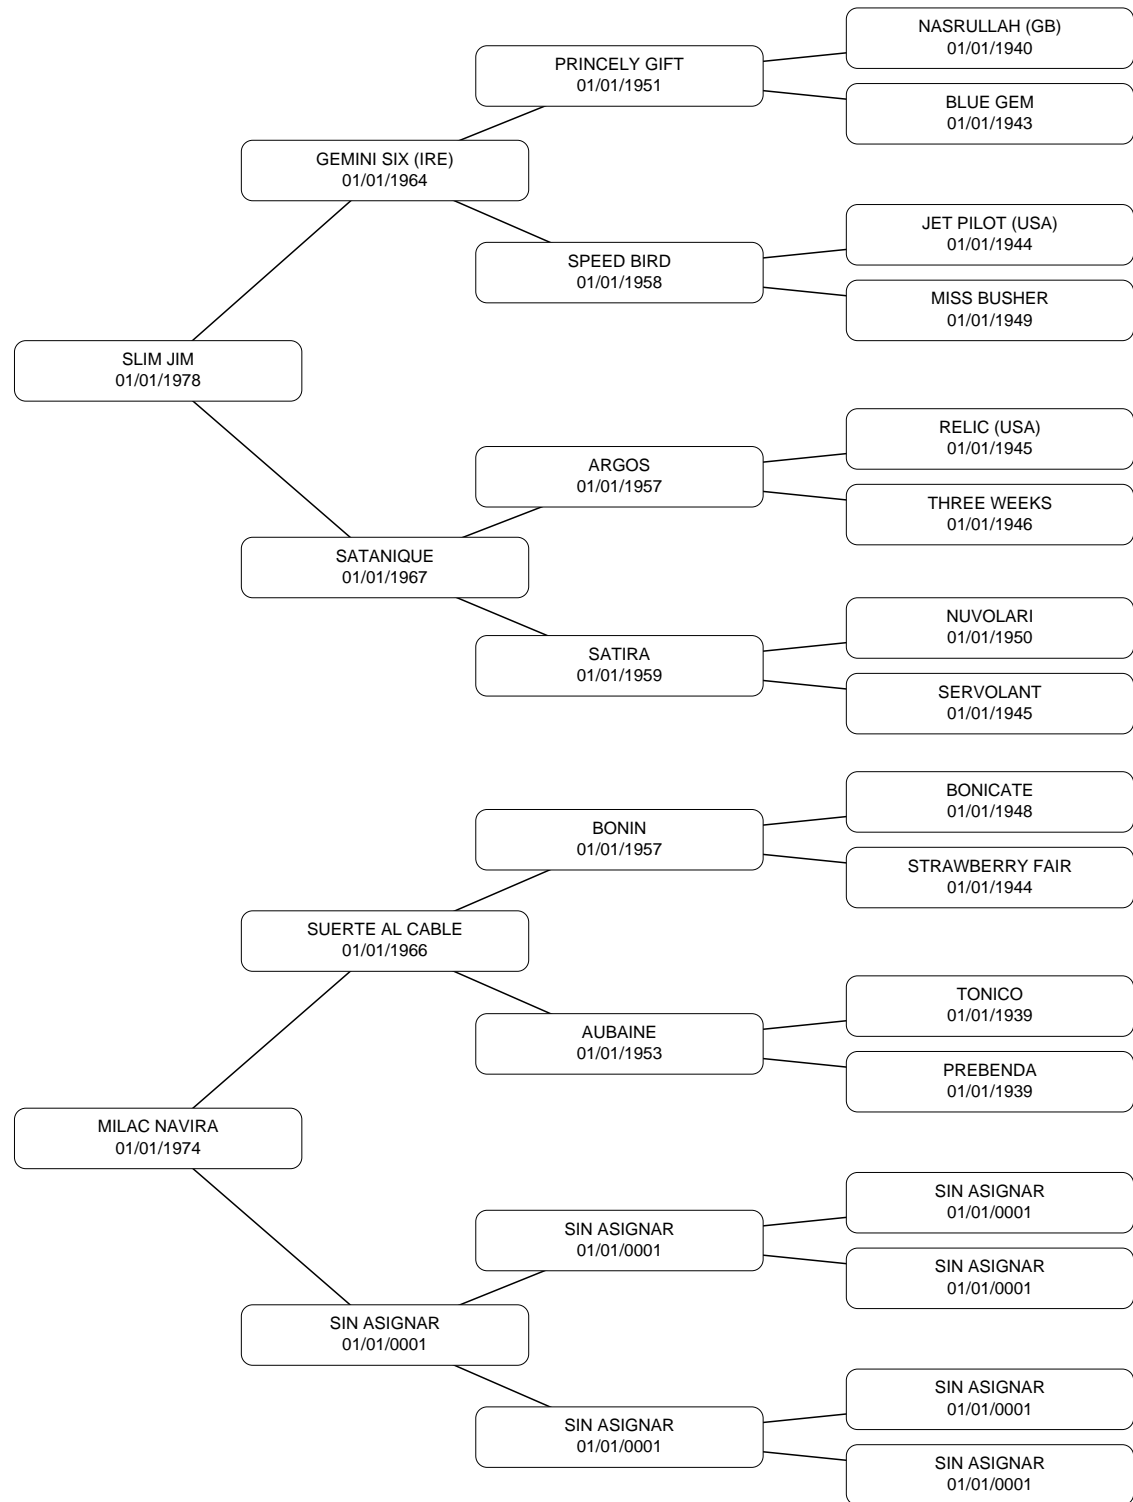 NASRULLAH (GB)
01/01/1940
PRINCELY GIFT
01/01/1951
BLUE GEM
01/01/1943
GEMINI SIX (IRE)
01/01/1964
JET PILOT (USA)
01/01/1944
SPEED BIRD
01/01/1958
MISS BUSHER
01/01/1949
SLIM JIM
01/01/1978
RELIC (USA)
01/01/1945
ARGOS
01/01/1957
THREE WEEKS
01/01/1946
SATANIQUE
01/01/1967
NUVOLARI
01/01/1950
SATIRA
01/01/1959
SERVOLANT
01/01/1945
BONICATE
01/01/1948
BONIN
01/01/1957
STRAWBERRY FAIR
01/01/1944
SUERTE AL CABLE
01/01/1966
TONICO
01/01/1939
AUBAINE
01/01/1953
PREBENDA
01/01/1939
MILAC NAVIRA
01/01/1974
SIN ASIGNAR
01/01/0001
SIN ASIGNAR
01/01/0001
SIN ASIGNAR
01/01/0001
SIN ASIGNAR
01/01/0001
SIN ASIGNAR
01/01/0001
SIN ASIGNAR
01/01/0001
SIN ASIGNAR
01/01/0001